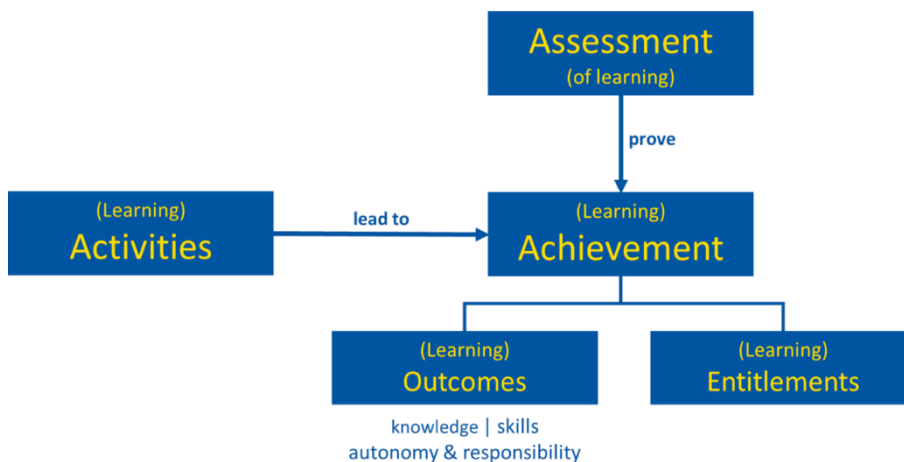 Assessment
(of learning)
prove
(Learning)
Activities
lead to
(Learning)
Achievement
(Learning)
Outcomes
(Learning)
Entitlements
knowledge | skills
autonomy & responsibility